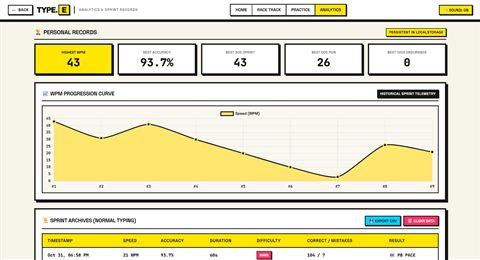 ← BACK TYPE.E ANALYTICS & SPRINT RECORDS HOME RACE TRACK PRACTICE ANALYTICS SOUND: ON
PERSONAL RECORDS PERSISTENT IN LOCALSTORAGE
HIGHEST WPM BEST ACCURACY BEST 30S SPRINT BEST 60S RUN BEST 120S ENDURANCE
43 93.7% 43 26 0
WPM PROGRESSION CURVE HISTORICAL SPRINT TELEMETRY
Speed (WPM)
45
40
35
30
25
20
15
10
5
0
#1 #2 #3 #4 #5 #6 #7 #8 #9
SPRINT ARCHIVES (NORMAL TYPING) EXPORT CSV CLEAR DATA
TIMESTAMP SPEED ACCURACY DURATION DIFFICULTY CORRECT / MISTAKES RESULT
Oct 31, 06:58 PM 21 WPM 93.7% 60s HARD 104 / 7 PB PACE